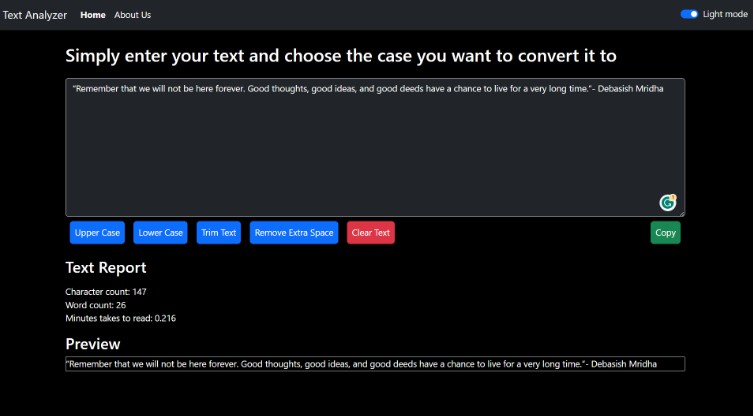 Text Analyzer Home About Us Light mode
Simply enter your text and choose the case you want to convert it to
“Remember that we will not be here forever. Good thoughts, good ideas, and good deeds have a chance to live for a very long time.”- Debasish Mridha
Upper Case Lower Case Trim Text Remove Extra Space Clear Text Copy
Text Report
Character count: 147
Word count: 26
Minutes takes to read: 0.216
Preview
“Remember that we will not be here forever. Good thoughts, good ideas, and good deeds have a chance to live for a very long time.”- Debasish Mridha